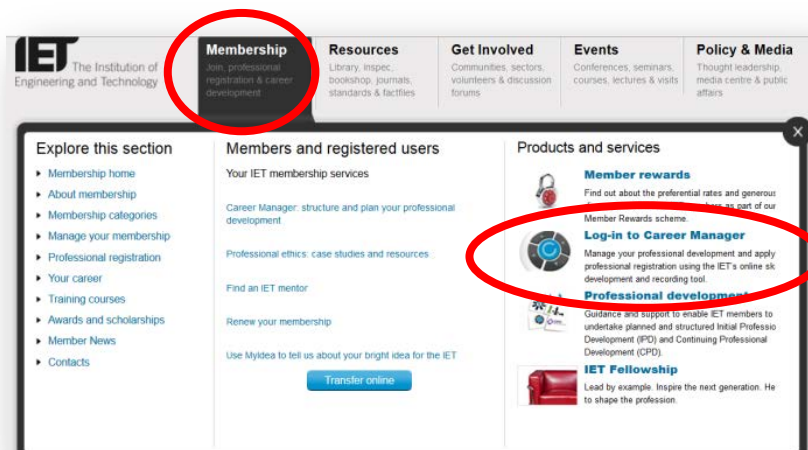 IET The Institution of
Engineering and Technology
Membership
Join, professional
registration & career
development
Resources
Library, Inspec,
bookshop, journals,
standards & factfiles
Get Involved
Communities, sectors,
volunteers & discussion
forums
Events
Conferences, seminars,
courses, lectures & visits
Policy & Media
Thought leadership,
media centre & public
affairs
X
Explore this section
Membership home
About membership
Membership categories
Manage your membership
Professional registration
Your career
Training courses
Awards and scholarships
Member News
Contacts
Members and registered users
Your IET membership services
Career Manager: structure and plan your professional
development
Professional ethics: case studies and resources
Find an IET mentor
Renew your membership
Use MyIdea to tell us about your bright idea for the IET
Transfer online
Products and services
Member rewards
Find out about the preferential rates and generous
as part of our
Member Rewards scheme.
Log-in to Career Manager
Manage your professional development and apply
professional registration using the IET's online sk
development and recording tool.
Professional development
Guidance and support to enable IET members to
undertake planned and structured Initial Professio
Development (IPD) and Continuing Professional
Development (CPD).
IET Fellowship
Lead by example. Inspire the next generation. He
to shape the profession.